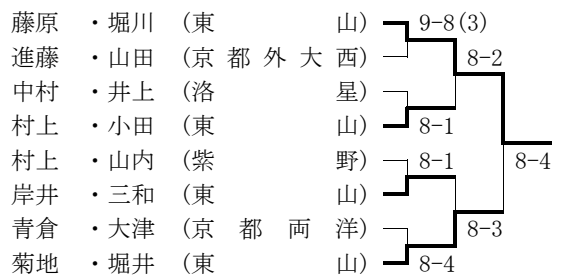 藤原 ・堀川 (東 山) 9-8(3)
進藤 ・山田 (京都外大西) 8-2
中村 ・井上 (洛 星)
村上 ・小田 (東 山) 8-1
村上 ・山内 (紫 野) 8-1 8-4
岸井 ・三和 (東 山)
青倉 ・大津 (京都両洋) 8-3
菊地 ・堀井 (東 山) 8-4